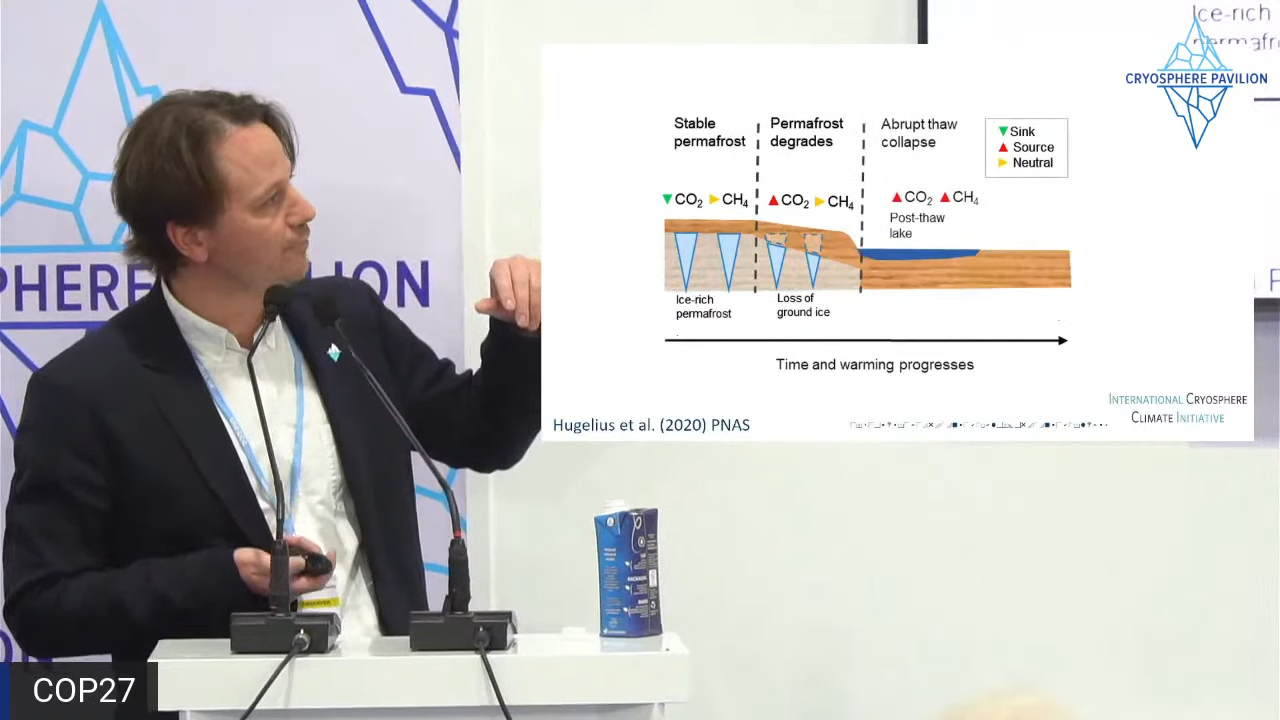 Ice-rich
CRYOSPHERE PAVILION
Stable
permafrost
Permafrost
degrades
Abrupt thaw
collapse
Sink
Source
Neutral
CO₂ CH₄
CO₂ CH₄
CO₂ CH₄
Post-thaw
lake
Ice-rich
permafrost
Loss of
ground ice
Time and warming progresses
INTERNATIONAL CRYOSPHERE
CLIMATE INITIATIVE
Hugelius et al. (2020) PNAS
COP27